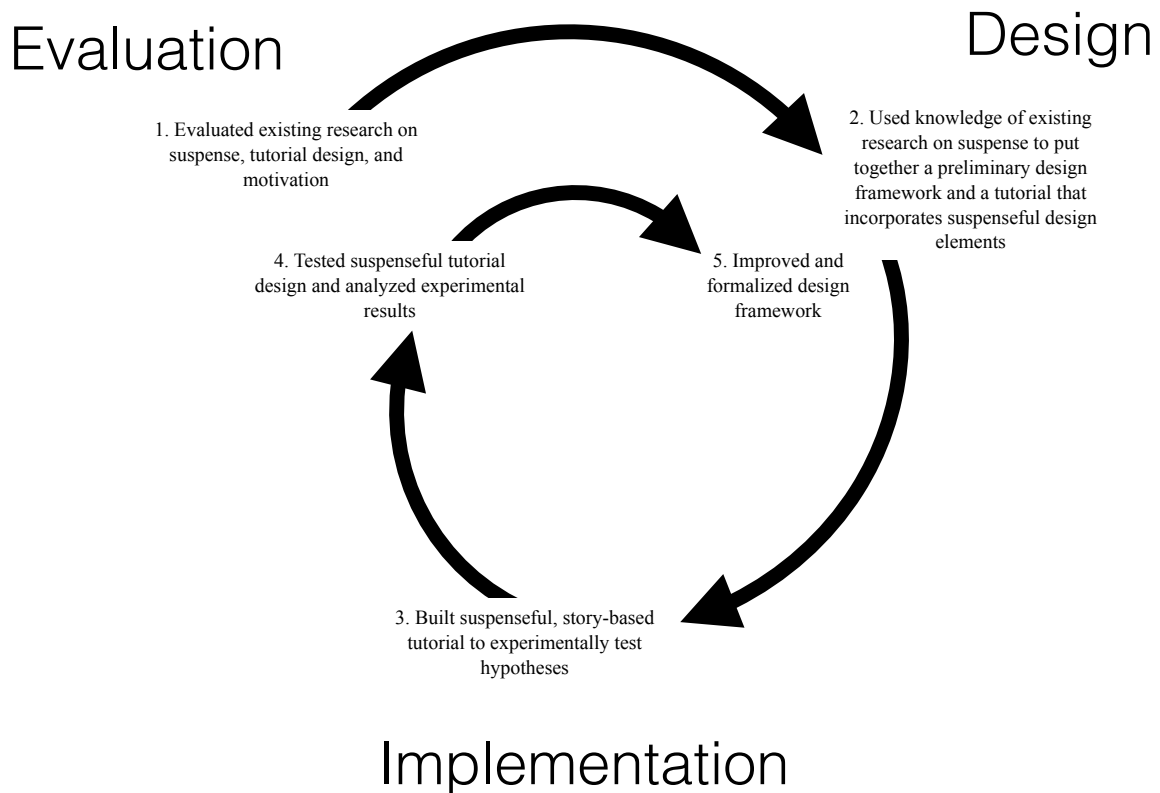 Evaluation
Design
1. Evaluated existing research on
suspense, tutorial design, and
motivation
2. Used knowledge of existing
research on suspense to put
together a preliminary design
framework and a tutorial that
incorporates suspenseful design
elements
4. Tested suspenseful tutorial
design and analyzed experimental
results
5. Improved and
formalized design
framework
3. Built suspenseful, story-based
tutorial to experimentally test
hypotheses
Implementation